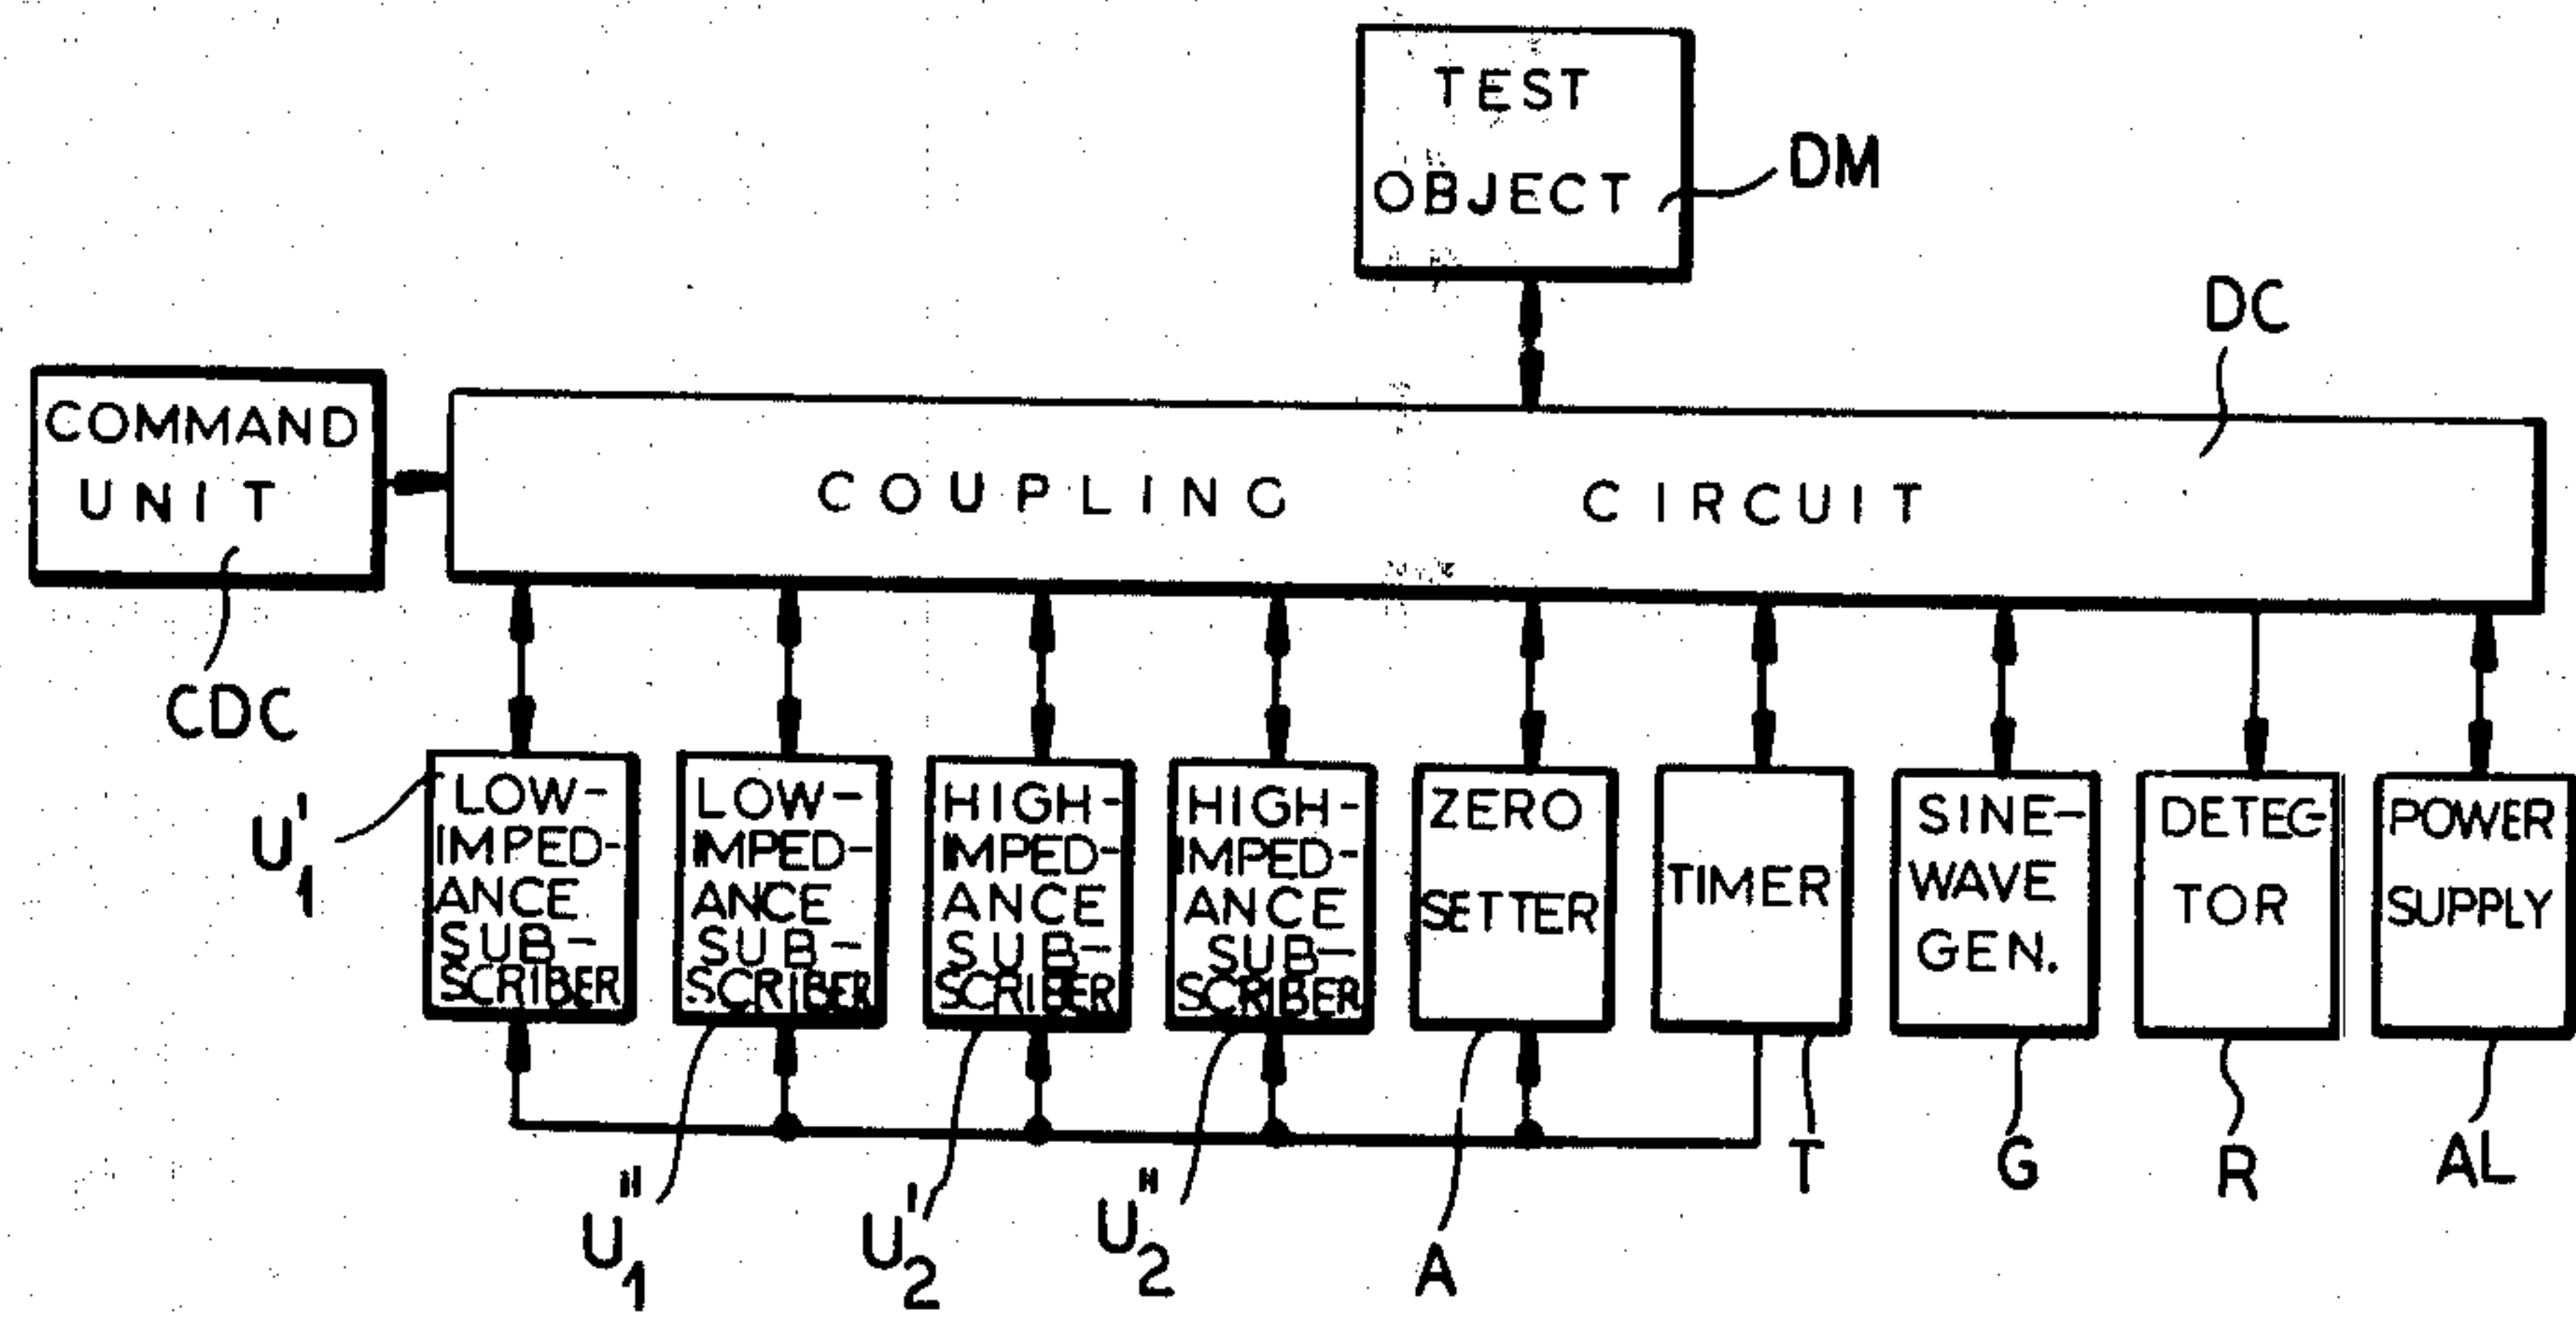 TEST
OBJECT
DM
DC
COMMAND
UNIT
CDC
COUPLING CIRCUIT
LOW-
IMPED-
ANCE
SUB-
SCRIBER
U'1
LOW-
IMPED-
ANCE
SUB-
SCRIBER
U"1
HIGH-
IMPED-
ANCE
SUB-
SCRIBER
U'2
HIGH-
IMPED-
ANCE
SUB-
SCRIBER
U"2
ZERO
SETTER
A
TIMER
T
SINE-
WAVE
GEN.
G
DETEC-
TOR
R
POWER
SUPPLY
AL